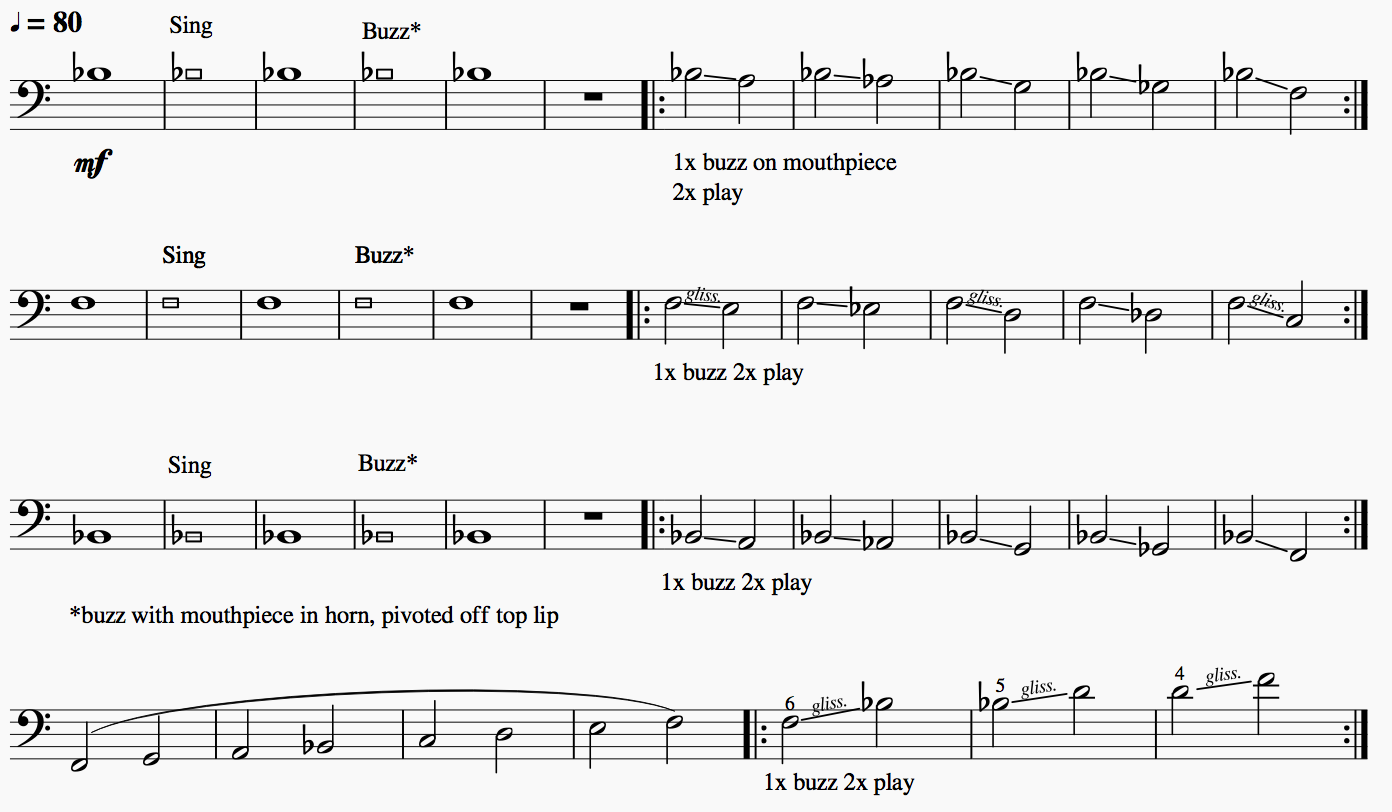 ♩ = 80 Sing Buzz*
mf
1x buzz on mouthpiece
2x play
Sing Buzz*
gliss. gliss. gliss.
1x buzz 2x play
Sing Buzz*
1x buzz 2x play
*buzz with mouthpiece in horn, pivoted off top lip
6 gliss. 5 gliss. 4 gliss.
1x buzz 2x play